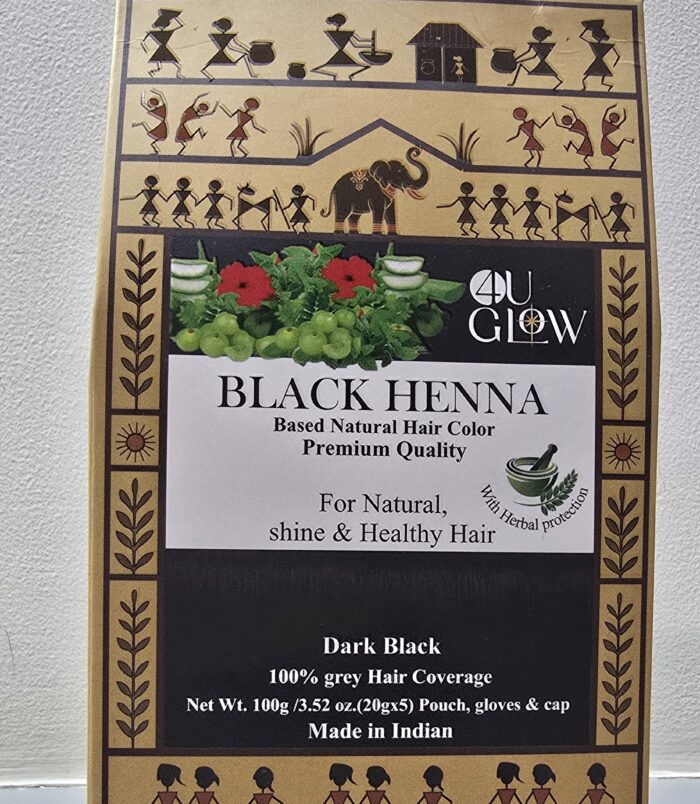 4U
GLOW
BLACK HENNA
Based Natural Hair Color
Premium Quality
With Herbal protection
For Natural,
shine & Healthy Hair
Dark Black
100% grey Hair Coverage
Net Wt. 100g /3.52 oz.(20gx5) Pouch, gloves & cap
Made in Indian